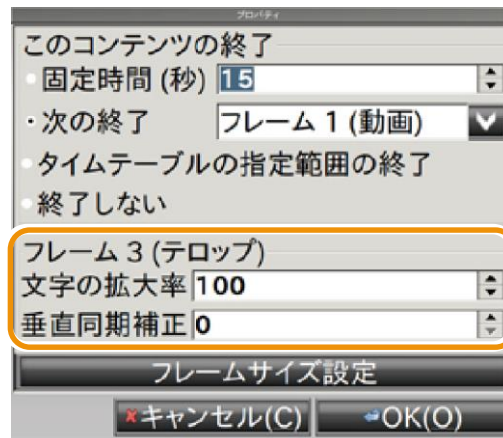 プロパティ
このコンテンツの終了
固定時間 (秒) 15
次の終了 フレーム 1 (動画)
タイムテーブルの指定範囲の終了
終了しない
フレーム 3 (テロップ)
文字の拡大率 100
垂直同期補正 0
フレームサイズ設定
キャンセル(C) OK(O)